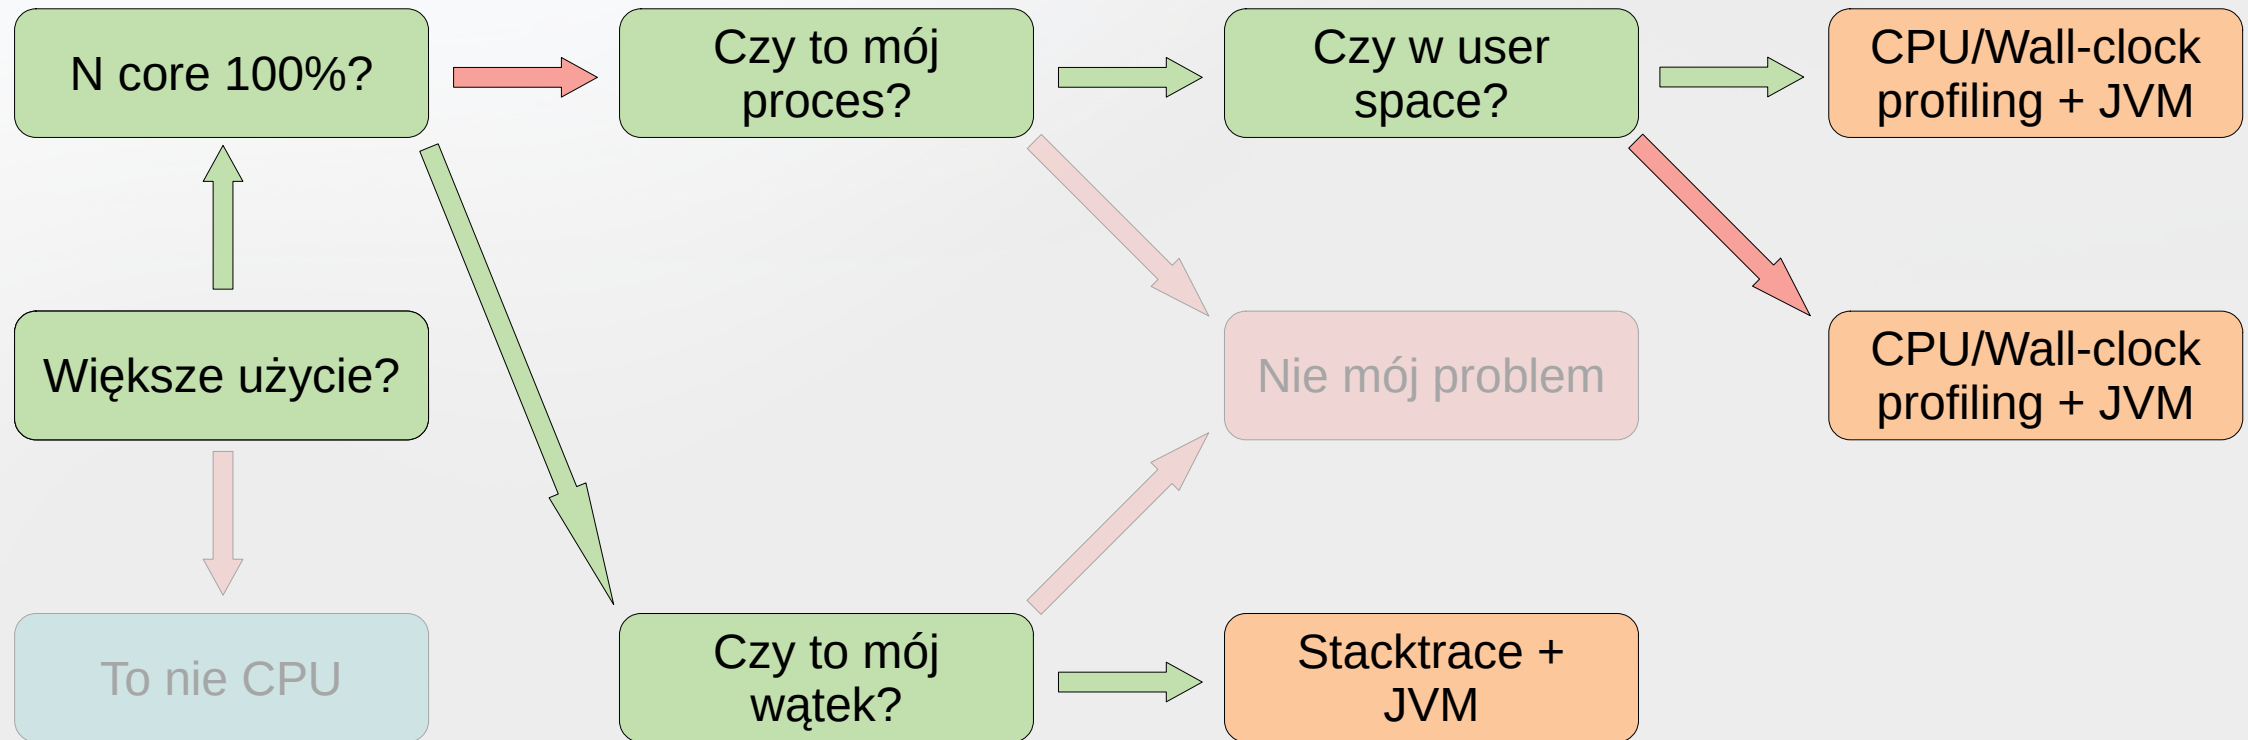 N core 100%?
Czy to mój
proces?
Czy w user
space?
CPU/Wall-clock
profiling + JVM
Większe użycie?
Nie mój problem
CPU/Wall-clock
profiling + JVM
To nie CPU
Czy to mój
wątek?
Stacktrace +
JVM